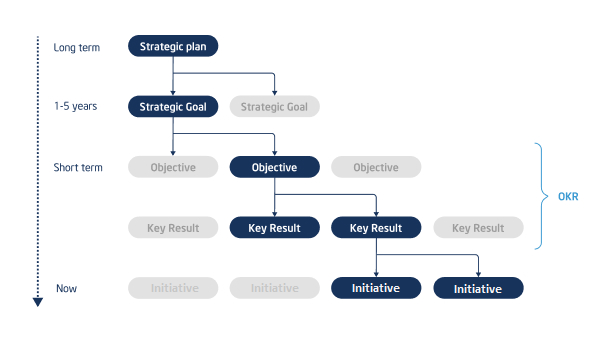 Long term
Strategic plan
1-5 years
Strategic Goal
Strategic Goal
Short term
Objective
Objective
Objective
OKR
Key Result
Key Result
Key Result
Key Result
Now
Initiative
Initiative
Initiative
Initiative